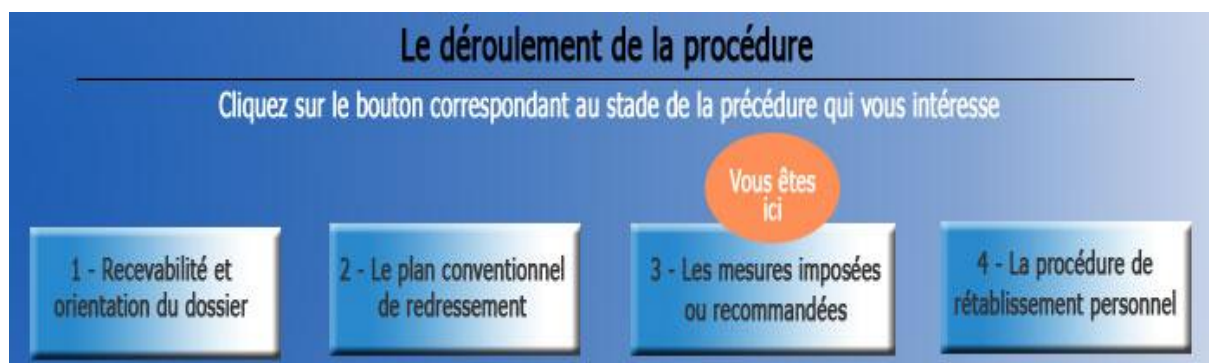 Le déroulement de la procédure
Cliquez sur le bouton correspondant au stade de la précédure qui vous intéresse
Vous êtes
ici
1 - Recevabilité et
orientation du dossier
2 - Le plan conventionnel
de redressement
3 - Les mesures imposées
ou recommandées
4 - La procédure de
rétablissement personnel